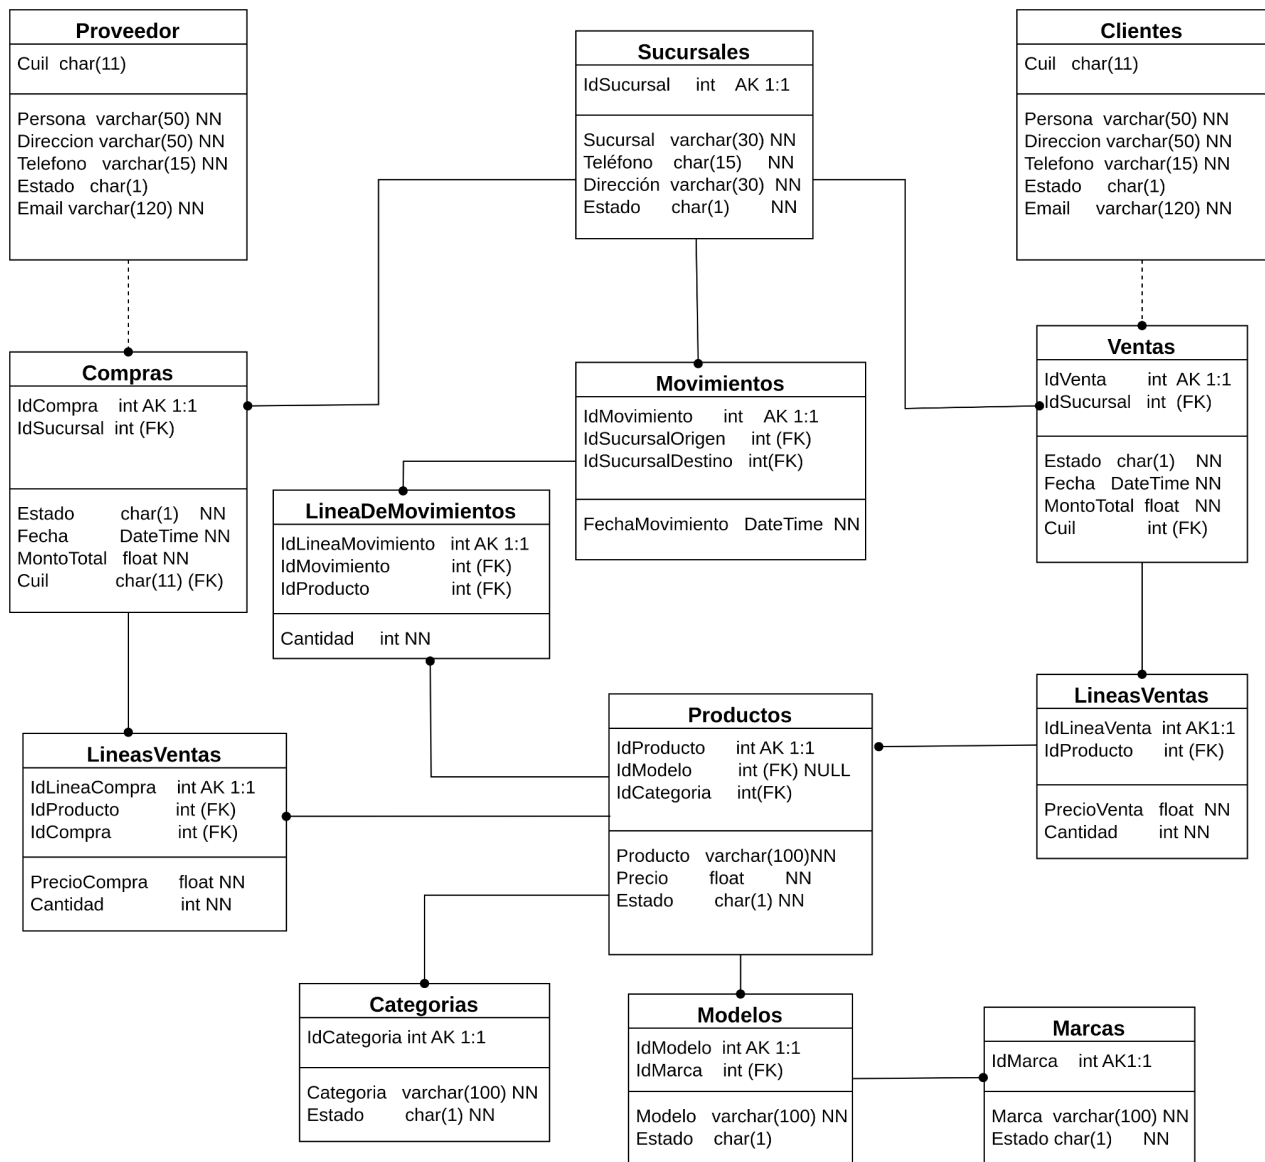 Proveedor
Cuil char(11)
Persona varchar(50) NN
Direccion varchar(50) NN
Telefono varchar(15) NN
Estado char(1)
Email varchar(120) NN
Sucursales
IdSucursal int AK 1:1
Sucursal varchar(30) NN
Teléfono char(15) NN
Dirección varchar(30) NN
Estado char(1) NN
Clientes
Cuil char(11)
Persona varchar(50) NN
Direccion varchar(50) NN
Telefono varchar(15) NN
Estado char(1)
Email varchar(120) NN
Compras
IdCompra int AK 1:1
IdSucursal int (FK)
Estado char(1) NN
Fecha DateTime NN
MontoTotal float NN
Cuil char(11) (FK)
Movimientos
IdMovimiento int AK 1:1
IdSucursalOrigen int (FK)
IdSucursalDestino int(FK)
FechaMovimiento DateTime NN
Ventas
IdVenta int AK 1:1
IdSucursal int (FK)
Estado char(1) NN
Fecha DateTime NN
MontoTotal float NN
Cuil int (FK)
LineaDeMovimientos
IdLineaMovimiento int AK 1:1
IdMovimiento int (FK)
IdProducto int (FK)
Cantidad int NN
LineasVentas
IdLineaCompra int AK 1:1
IdProducto int (FK)
IdCompra int (FK)
PrecioCompra float NN
Cantidad int NN
Productos
IdProducto int AK 1:1
IdModelo int (FK) NULL
IdCategoria int(FK)
Producto varchar(100)NN
Precio float NN
Estado char(1) NN
LineasVentas
IdLineaVenta int AK1:1
IdProducto int (FK)
PrecioVenta float NN
Cantidad int NN
Categorias
IdCategoria int AK 1:1
Categoria varchar(100) NN
Estado char(1) NN
Modelos
IdModelo int AK 1:1
IdMarca int (FK)
Modelo varchar(100) NN
Estado char(1)
Marcas
IdMarca int AK1:1
Marca varchar(100) NN
Estado char(1) NN